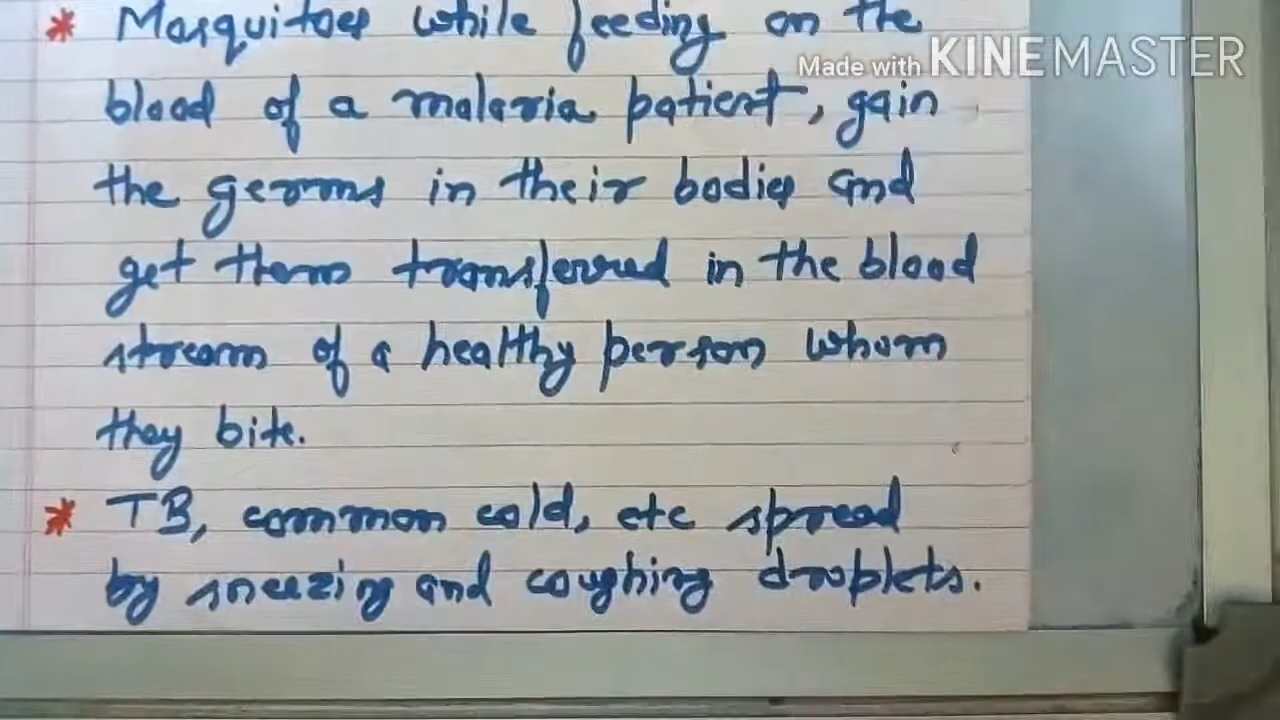 * Mosquitoes while feeding on the
Made with KINEMASTER
blood of a malaria patient, gain
the germs in their bodies and
get them transferred in the blood
stream of a healthy person whom
they bite.
* TB, common cold, etc spread
by sneezing and coughing droplets.